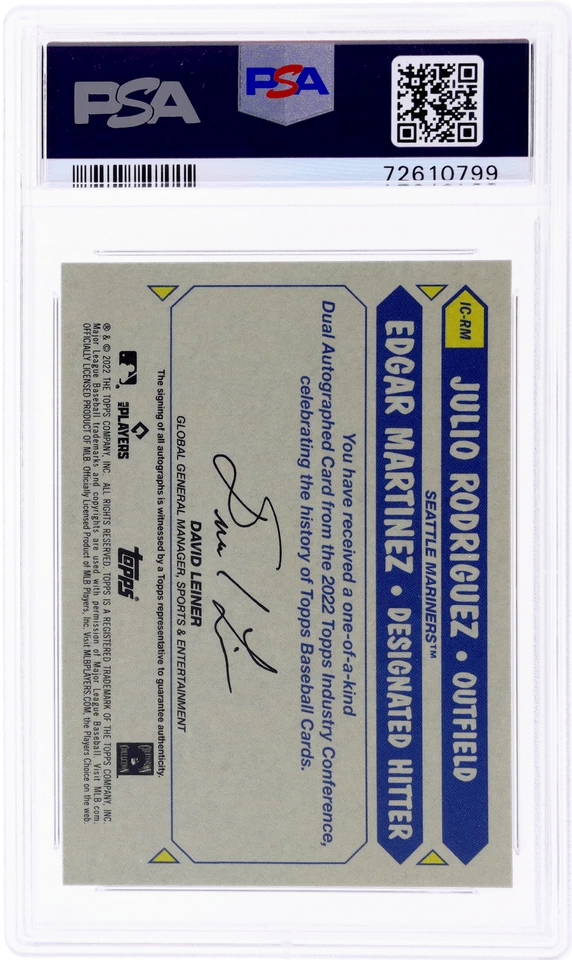 PSA
PSA
72610799
IC-RM
JULIO RODRIGUEZ • OUTFIELD
SEATTLE MARINERS™
EDGAR MARTINEZ • DESIGNATED HITTER
You have received a one-of-a-kind
Dual Autographed Card from the 2022 Topps Industry Conference,
celebrating the history of Topps Baseball Cards.
DAVID LEINER
GLOBAL GENERAL MANAGER, SPORTS & ENTERTAINMENT
The signing of all autographs is witnessed by a Topps representative to guarantee authenticity.
MLB PLAYERS
topps
® & © 2022 THE TOPPS COMPANY, INC. ALL RIGHTS RESERVED. TOPPS IS A REGISTERED TRADEMARK OF THE TOPPS COMPANY, INC.
Major League Baseball trademarks and copyrights are used with permission of Major League Baseball. Visit MLB.com.
OFFICIALLY LICENSED PRODUCT OF MLB. Officially Licensed Product of MLB Players, Inc. Visit MLBPLAYERS.COM, the Players Choice on the web.